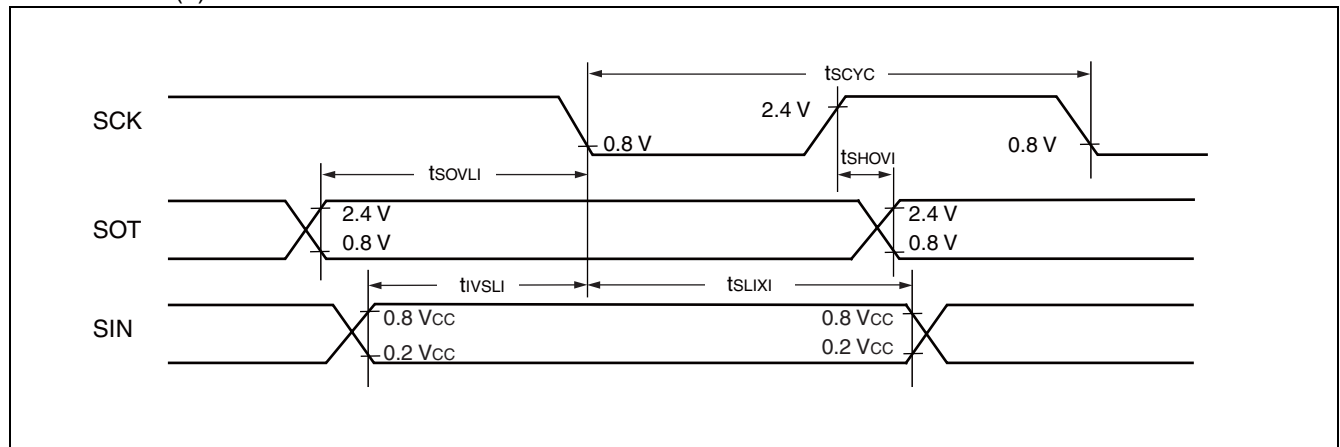 (•)
tSCYC
SCK
2.4 V
0.8 V
0.8 V
tSHOVI
tSOVLI
SOT
2.4 V
0.8 V
2.4 V
0.8 V
tIVSLI
tSLIXI
SIN
0.8 VCC
0.2 VCC
0.8 VCC
0.2 VCC